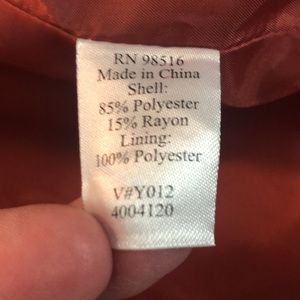 RN 98516
Made in China
Shell:
85% Polyester
15% Rayon
Lining:
100% Polyester
V#Y012
4004120